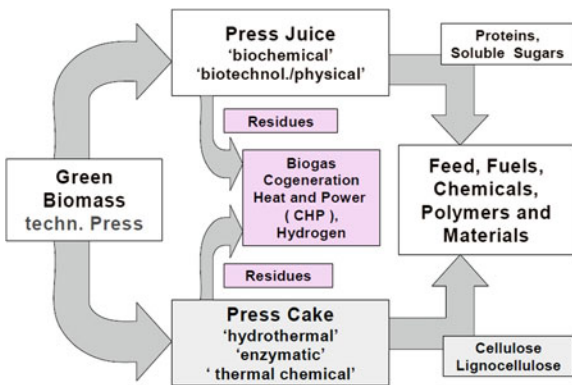 Press Juice
‘biochemical’
‘biotechnol./physical’
Proteins,
Soluble Sugars
Residues
Green
Biomass
techn. Press
Biogas
Cogeneration
Heat and Power
( CHP ),
Hydrogen
Feed, Fuels,
Chemicals,
Polymers and
Materials
Residues
Press Cake
‘hydrothermal’
‘enzymatic’
‘ thermal chemical’
Cellulose
Lignocellulose